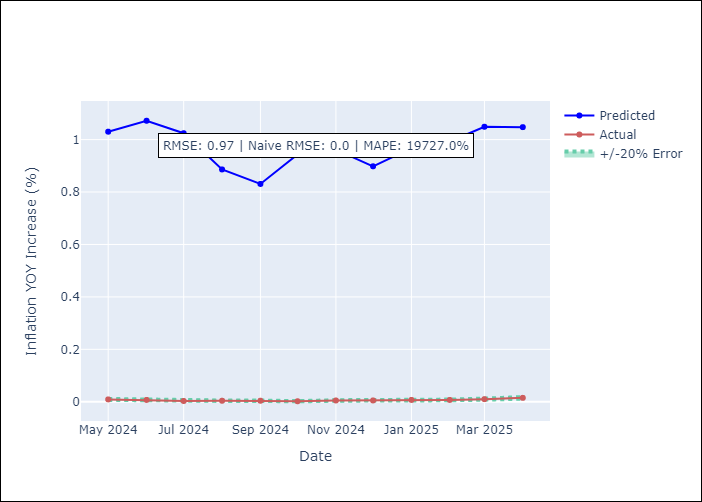 Predicted
Actual
+/-20% Error
RMSE: 0.97 | Naive RMSE: 0.0 | MAPE: 19727.0%
Inflation YOY Increase (%)
1
0.8
0.6
0.4
0.2
0
May 2024
Jul 2024
Sep 2024
Nov 2024
Jan 2025
Mar 2025
Date